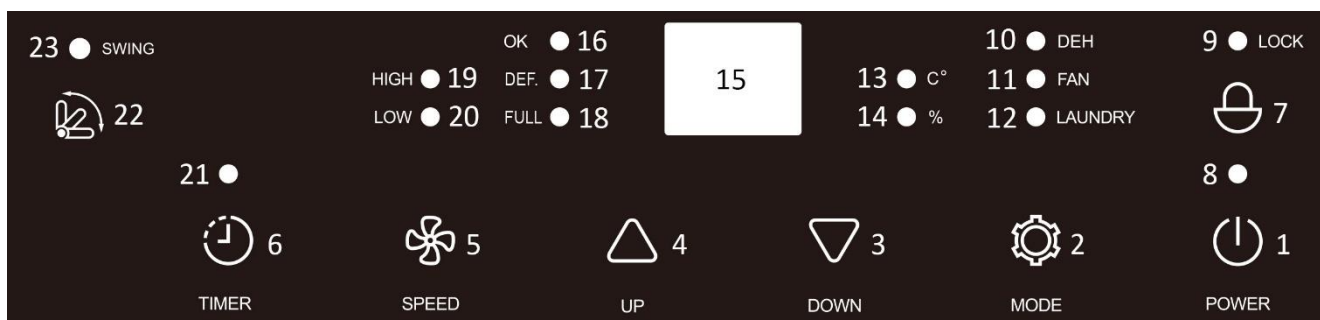 23 SWING OK 16 10 DEH 9 LOCK
HIGH 19 DEF. 17 15 13 C° 11 FAN
LOW 20 FULL 18 14 % 12 LAUNDRY
22 7
21 8
6 5 4 3 2 1
TIMER SPEED UP DOWN MODE POWER